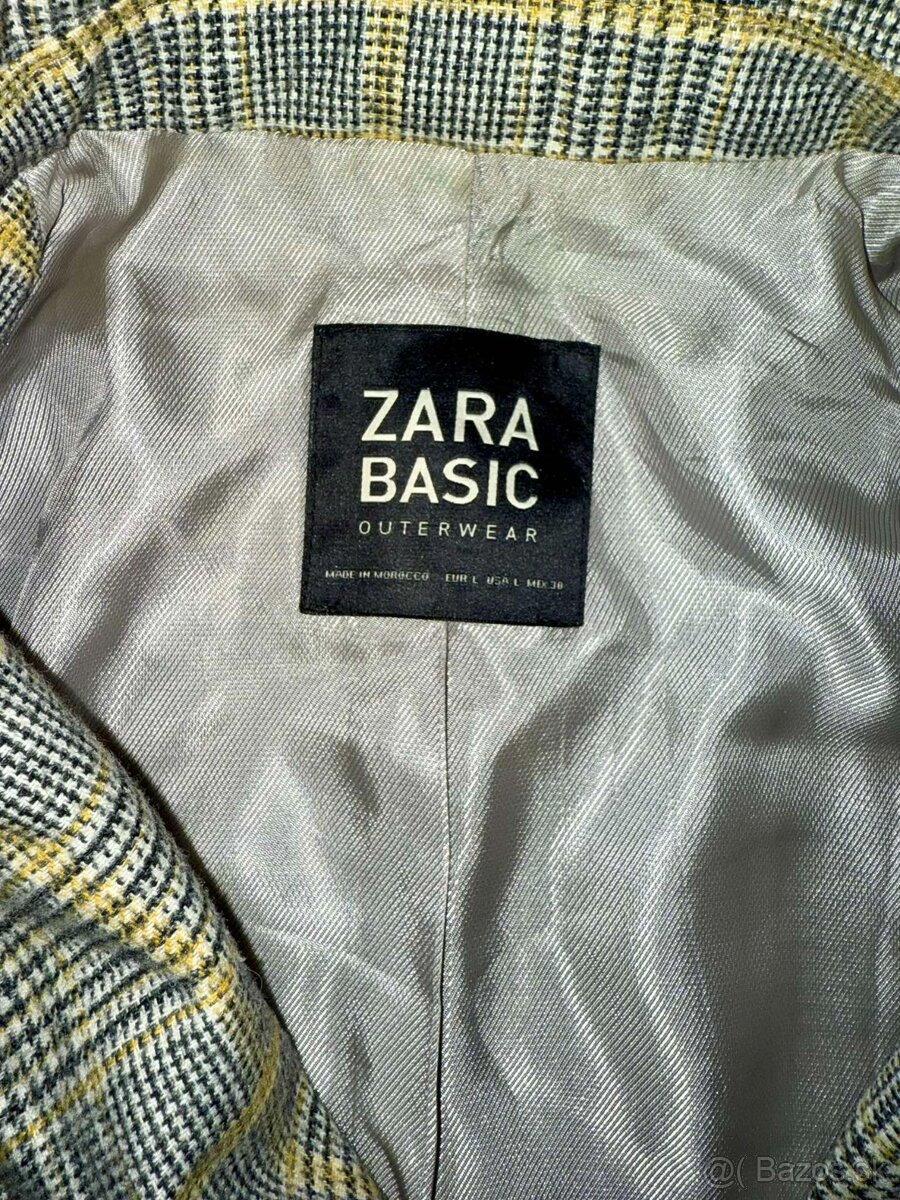 ZARA
BASIC
OUTERWEAR
MADE IN MOROCCO EUR L USA L MEX 30
@( Bazos.sk